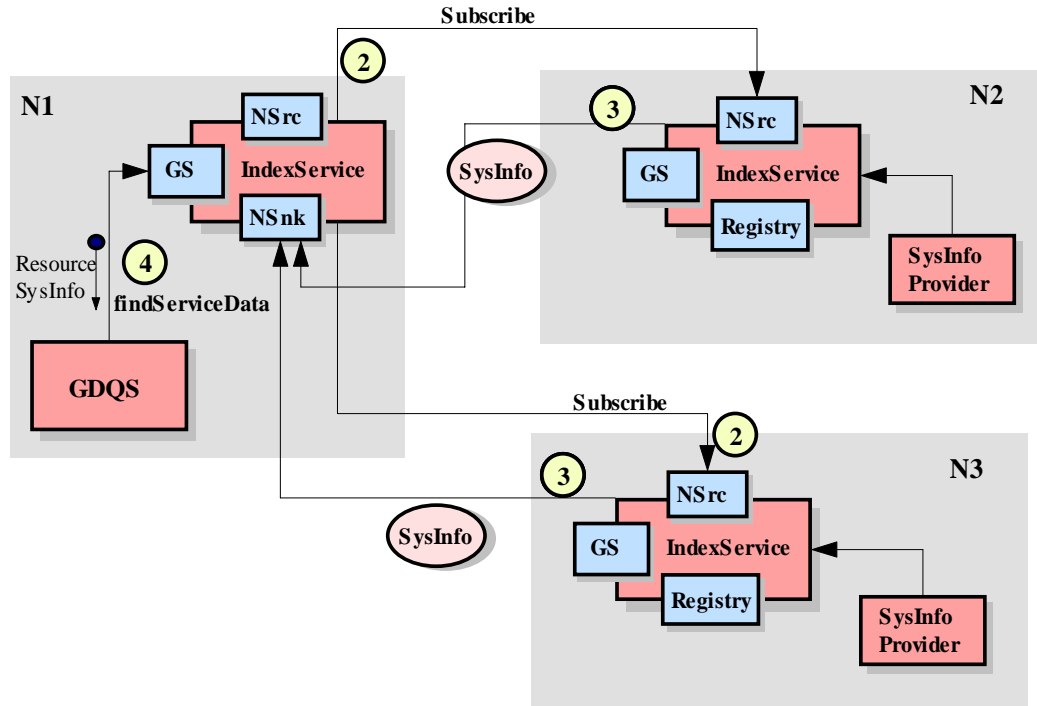 Subscribe
2
N1
NSrc
GS
IndexService
NSnk
4
Resource
SysInfo
findServiceData
GDQS
3
SysInfo
N2
NSrc
GS
IndexService
Registry
SysInfo
Provider
Subscribe
2
3
SysInfo
N3
NSrc
GS
IndexService
Registry
SysInfo
Provider